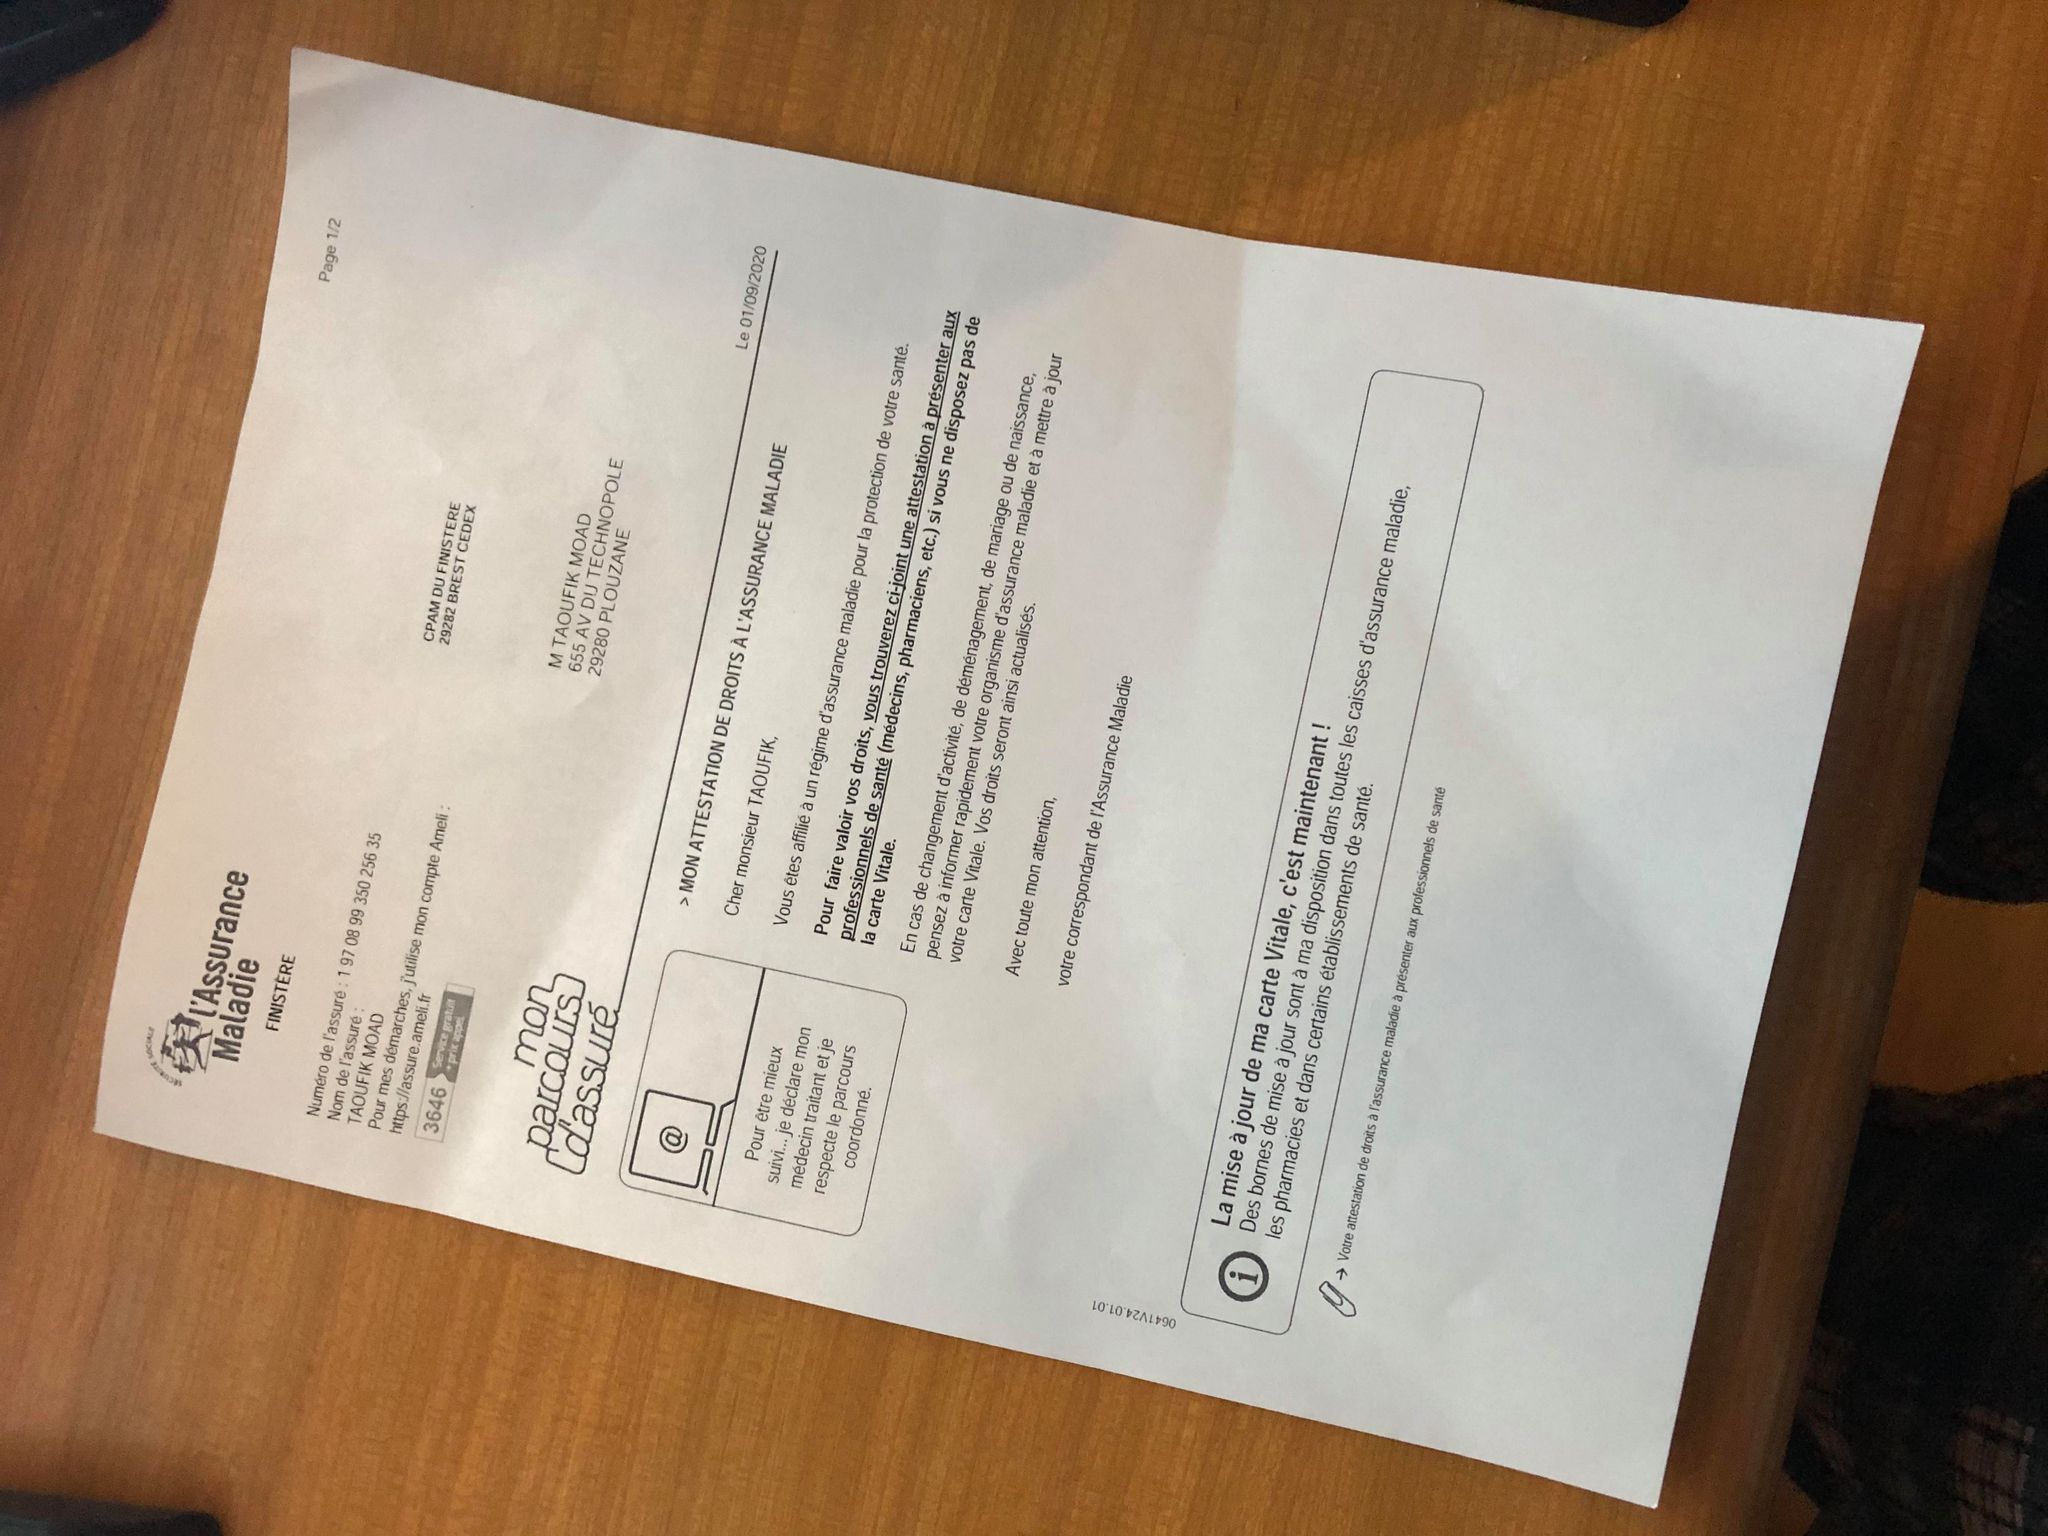 Page 1/2
SÉCURITÉ SOCIALE
l'Assurance
Maladie
FINISTÈRE
Numéro de l'assuré : 1 97 08 99 350 256 35
Nom de l'assuré :
TAOUFIK MOAD
Pour mes démarches, j'utilise mon compte Ameli :
https://assure.ameli.fr
3646 Service gratuit
+ prix appel
CPAM DU FINISTERE
29282 BREST CEDEX
M TAOUFIK MOAD
655 AV DU TECHNOPOLE
29280 PLOUZANE
mon
parcours
d'assuré
Le 01/09/2020
> MON ATTESTATION DE DROITS À L'ASSURANCE MALADIE
@
Pour être mieux
suivi... je déclare mon
médecin traitant et je
respecte le parcours
coordonné.
Cher monsieur TAOUFIK,
Vous êtes affilié à un régime d'assurance maladie pour la protection de votre santé.
Pour faire valoir vos droits, vous trouverez ci-joint une attestation à présenter aux
professionnels de santé (médecins, pharmaciens, etc.) si vous ne disposez pas de
la carte Vitale.
En cas de changement d'activité, de déménagement, de mariage ou de naissance,
pensez à informer rapidement votre organisme d'assurance maladie et à mettre à jour
votre carte Vitale. Vos droits seront ainsi actualisés.
Avec toute mon attention,
votre correspondant de l'Assurance Maladie
0641V24.01.01
i
La mise à jour de ma carte Vitale, c'est maintenant !
Des bornes de mise à jour sont à ma disposition dans toutes les caisses d'assurance maladie,
les pharmacies et dans certains établissements de santé.
→ Votre attestation de droits à l'assurance maladie à présenter aux professionnels de santé